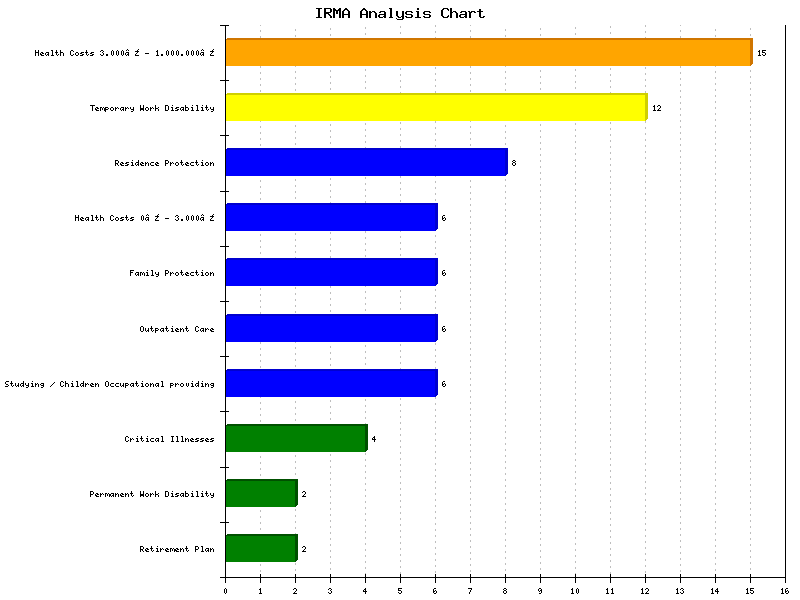 IRMA Analysis Chart
Health Costs 3.000â Ź - 1.000.000â Ź
15
Temporary Work Disability
12
Residence Protection
8
Health Costs 0â Ź - 3.000â Ź
6
Family Protection
6
Outpatient Care
6
Studying / Children Occupational providing
6
Critical Illnesses
4
Permanent Work Disability
2
Retirement Plan
2
0 1 2 3 4 5 6 7 8 9 10 11 12 13 14 15 16